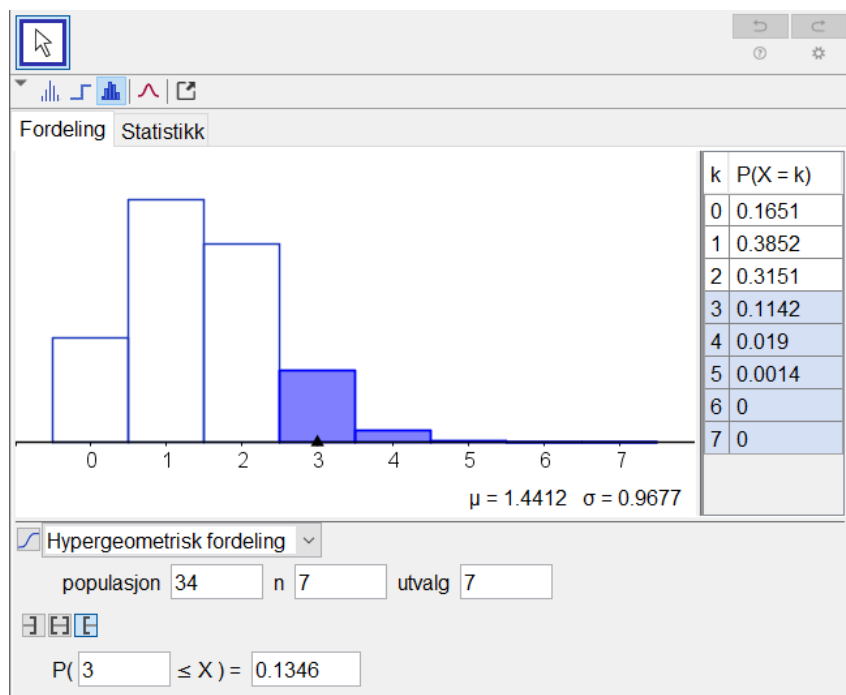 Fordeling Statistikk
k P(X = k)
0 0.1651
1 0.3852
2 0.3151
3 0.1142
4 0.019
5 0.0014
6 0
7 0
0 1 2 3 4 5 6 7
μ = 1.4412 σ = 0.9677
Hypergeometrisk fordeling
populasjon 34 n 7 utvalg 7
P( 3 ≤ X ) = 0.1346